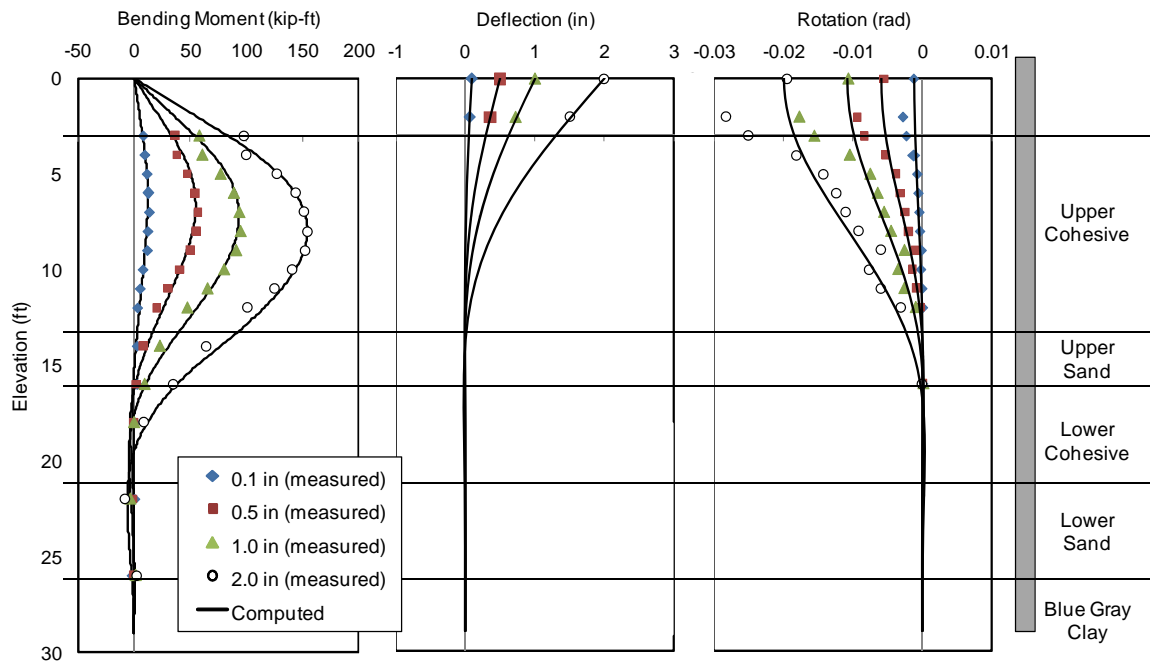 Bending Moment (kip-ft)
-50 0 50 100 150 200
Deflection (in)
-1 0 1 2 3
Rotation (rad)
-0.03 -0.02 -0.01 0 0.01
Elevation (ft)
0
5
10
15
20
25
30
0.1 in (measured)
0.5 in (measured)
1.0 in (measured)
2.0 in (measured)
Computed
Upper
Cohesive
Upper
Sand
Lower
Cohesive
Lower
Sand
Blue Gray
Clay